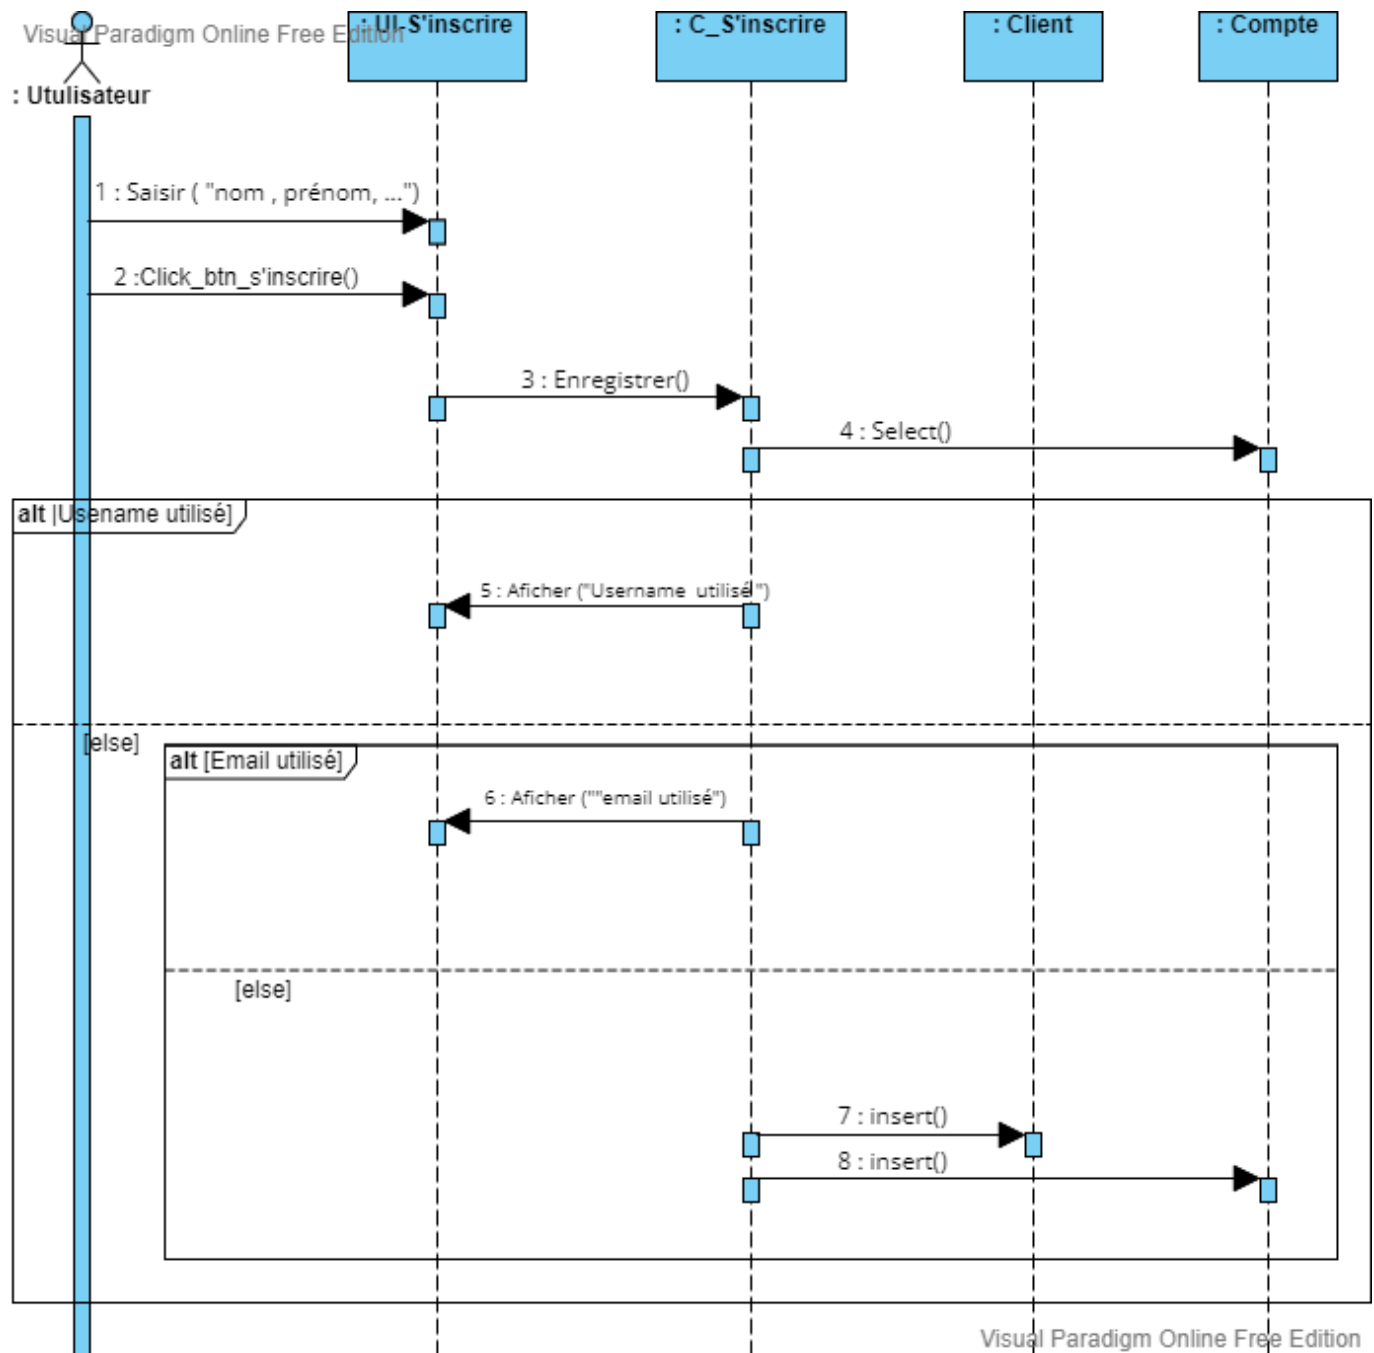 Visual Paradigm Online Free Edition
: UI-S'inscrire
: C_S'inscrire
: Client
: Compte
: Utulisateur
1 : Saisir ( "nom , prénom, ...")
2 :Click_btn_s'inscrire()
3 : Enregistrer()
4 : Select()
alt [Usename utilisé]
5 : Aficher ("Username utilisé ")
[else]
alt [Email utilisé]
6 : Aficher (""email utilisé")
[else]
7 : insert()
8 : insert()
Visual Paradigm Online Free Edition